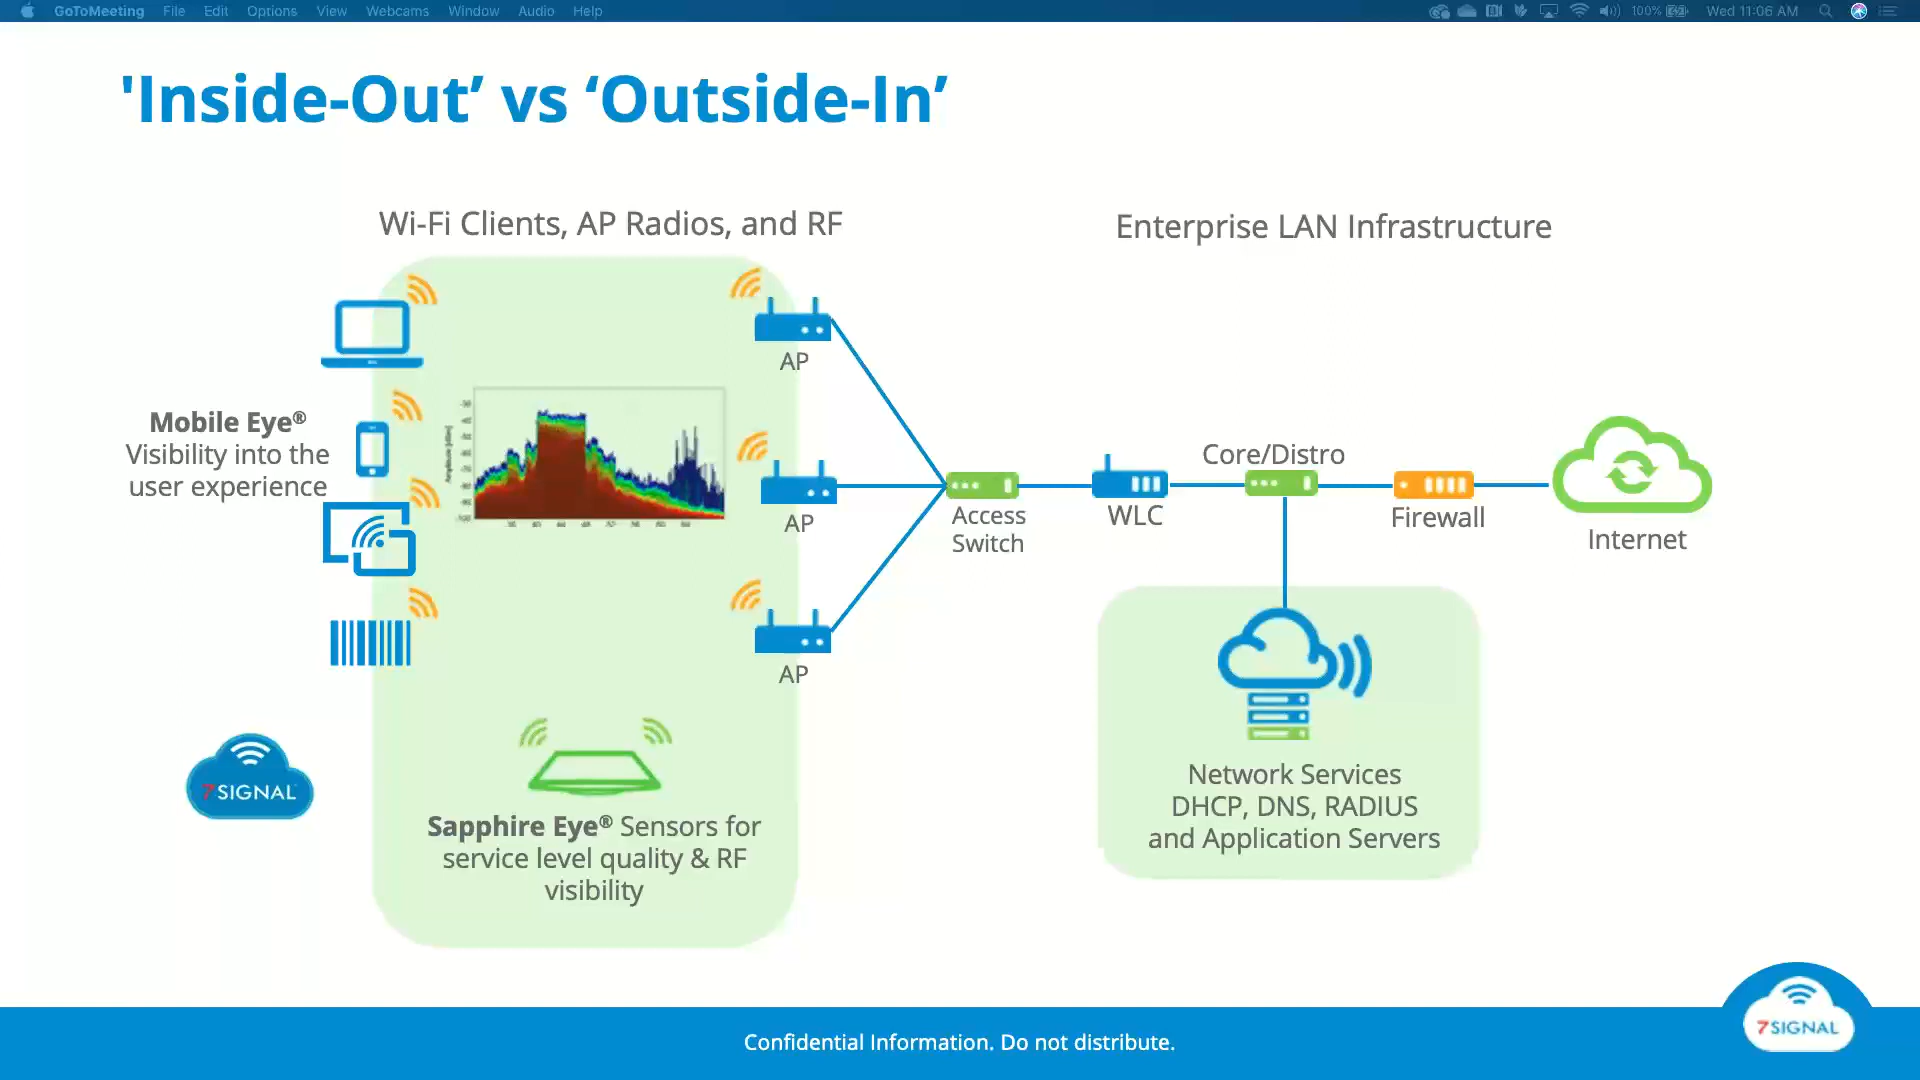 GoToMeeting File Edit Options View Webcams Window Audio Help 100% Wed 11:06 AM
'Inside-Out’ vs ‘Outside-In’
Wi-Fi Clients, AP Radios, and RF
Enterprise LAN Infrastructure
AP
Mobile Eye®
Visibility into the
user experience
AP
AP
Access
Switch
WLC
Core/Distro
Firewall
Internet
7SIGNAL
Sapphire Eye® Sensors for
service level quality & RF
visibility
Network Services
DHCP, DNS, RADIUS
and Application Servers
Confidential Information. Do not distribute.
7SIGNAL